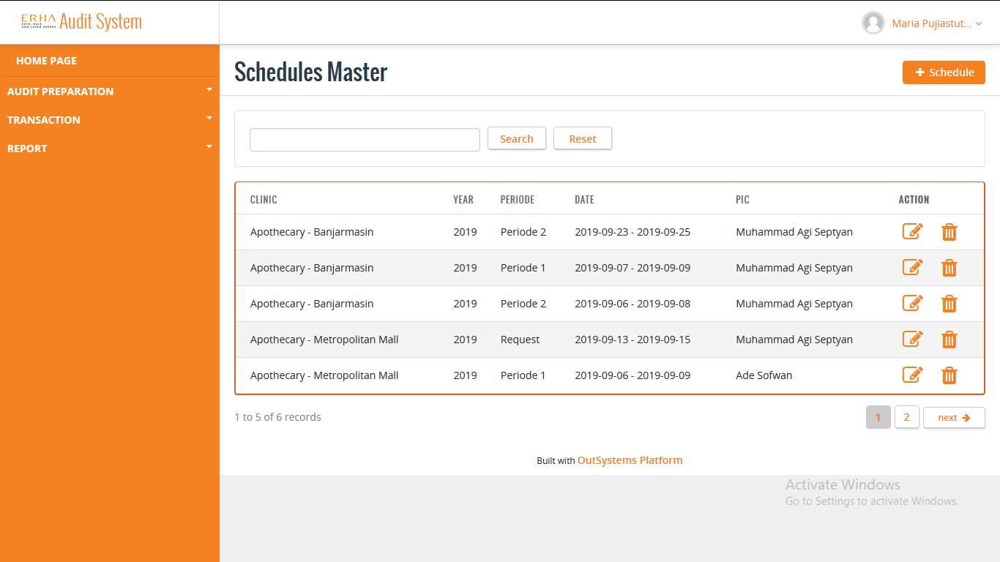 ERHA Audit System
SKIN, HAIR
AND LASER EXPERT
Maria Pujiastut...
HOME PAGE
AUDIT PREPARATION
TRANSACTION
REPORT
Schedules Master
+ Schedule
Search Reset
CLINIC YEAR PERIODE DATE PIC ACTION
Apothecary - Banjarmasin 2019 Periode 2 2019-09-23 - 2019-09-25 Muhammad Agi Septyan
Apothecary - Banjarmasin 2019 Periode 1 2019-09-07 - 2019-09-09 Muhammad Agi Septyan
Apothecary - Banjarmasin 2019 Periode 2 2019-09-06 - 2019-09-08 Muhammad Agi Septyan
Apothecary - Metropolitan Mall 2019 Request 2019-09-13 - 2019-09-15 Muhammad Agi Septyan
Apothecary - Metropolitan Mall 2019 Periode 1 2019-09-06 - 2019-09-09 Ade Sofwan
1 to 5 of 6 records 1 2 next
Built with OutSystems Platform
Activate Windows
Go to Settings to activate Windows.